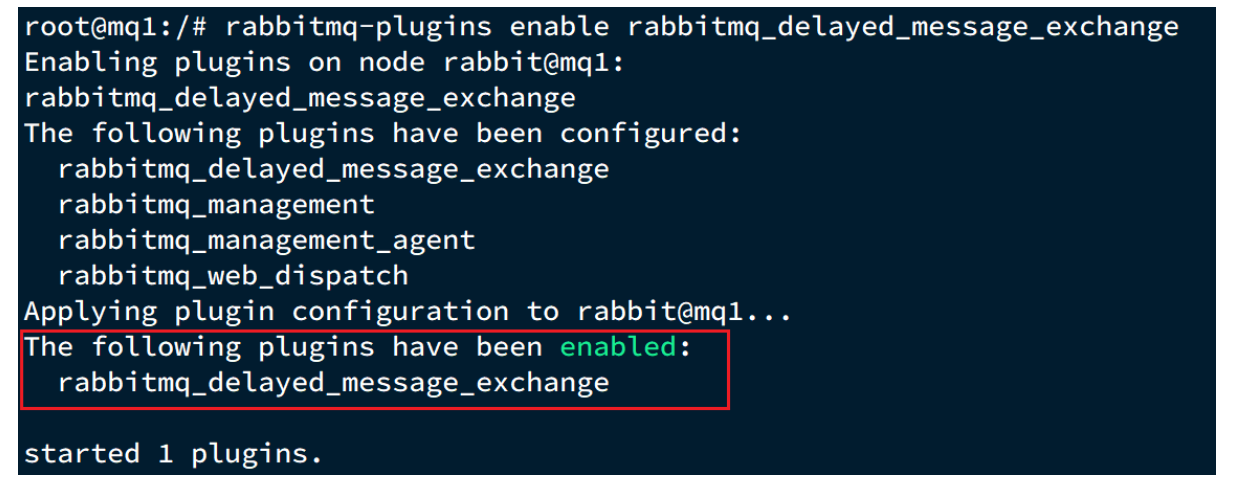 root@mq1:/# rabbitmq-plugins enable rabbitmq_delayed_message_exchange
Enabling plugins on node rabbit@mq1:
rabbitmq_delayed_message_exchange
The following plugins have been configured:
  rabbitmq_delayed_message_exchange
  rabbitmq_management
  rabbitmq_management_agent
  rabbitmq_web_dispatch
Applying plugin configuration to rabbit@mq1...
The following plugins have been enabled:
  rabbitmq_delayed_message_exchange
started 1 plugins.